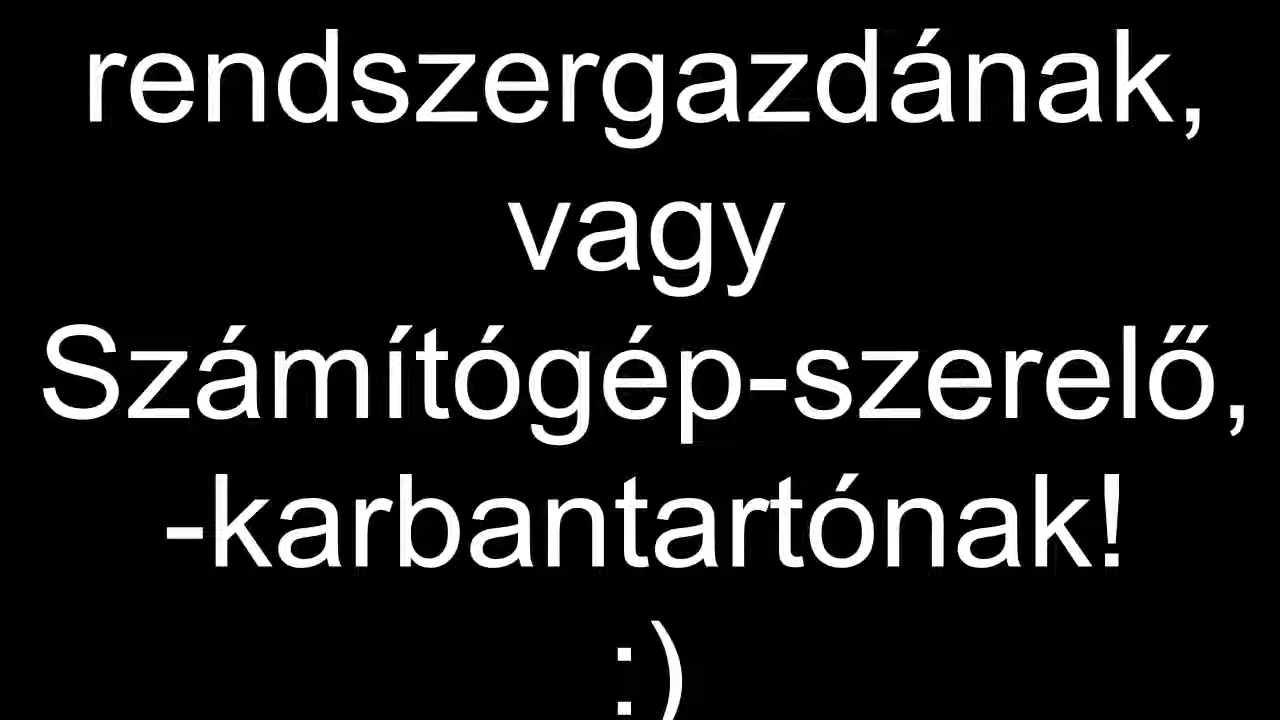 rendszergazdának,
vagy
Számítógép-szerelő,
-karbantartónak!
:)